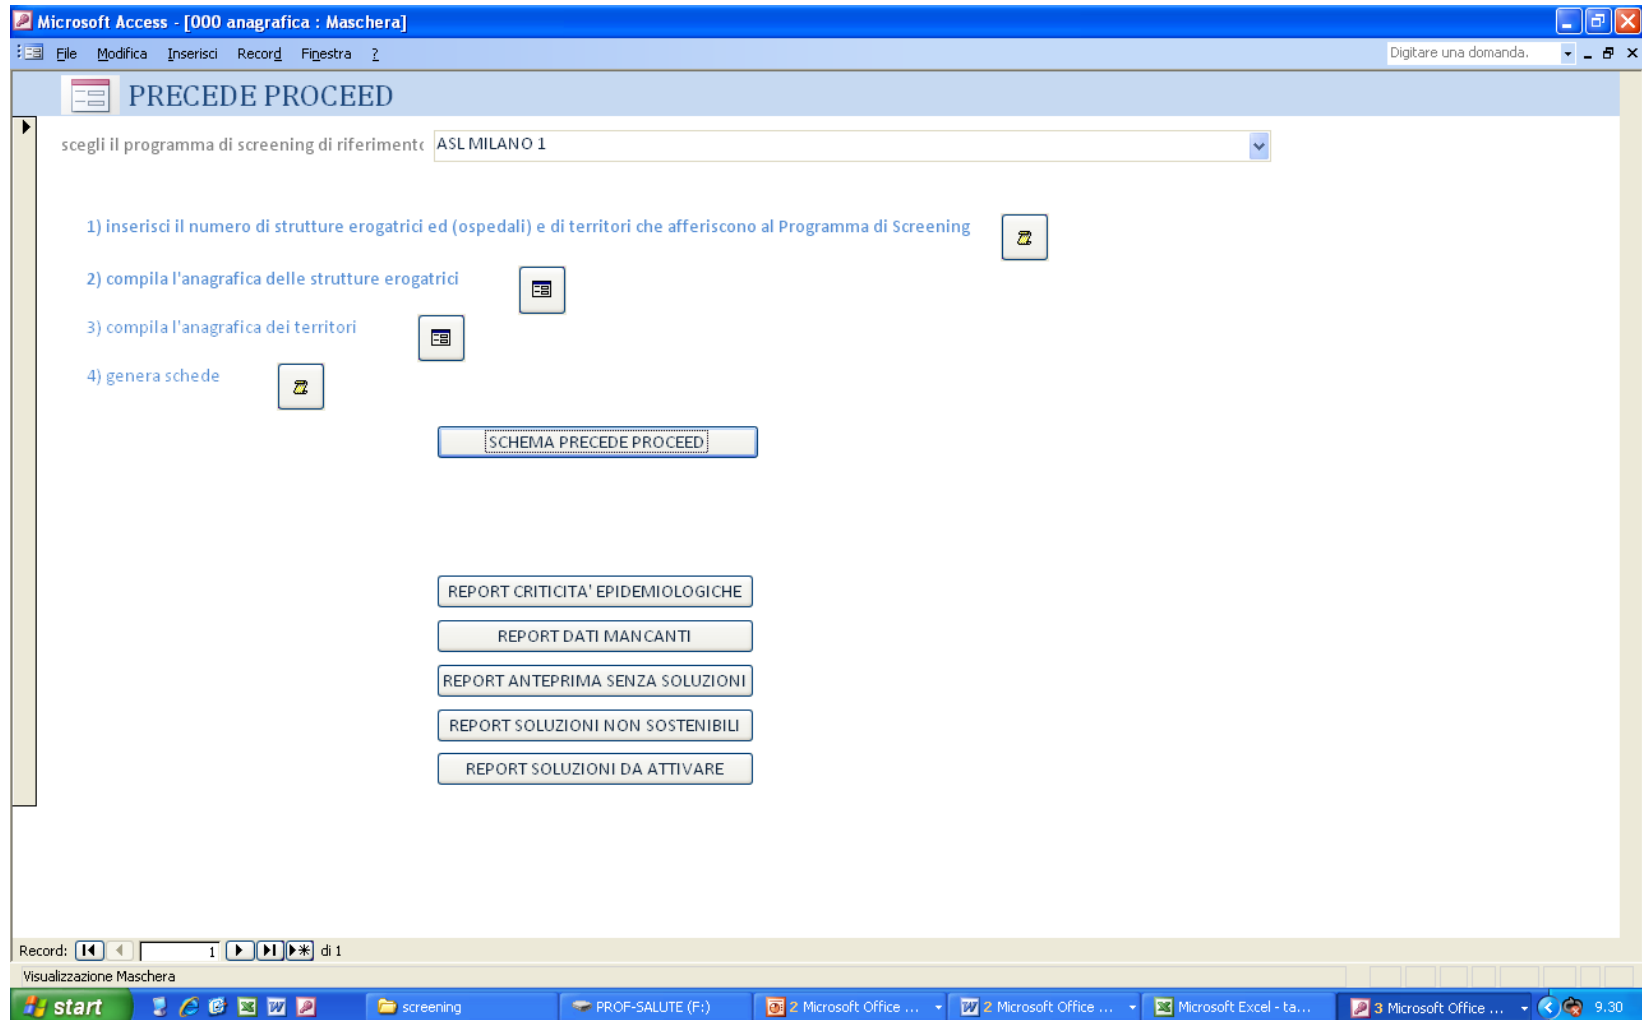 Microsoft Access - [000 anagrafica : Maschera]
File Modifica Inserisci Record Finestra ? Digitare una domanda.
PRECEDE PROCEED
scegli il programma di screening di riferimento ASL MILANO 1
1) inserisci il numero di strutture erogatrici ed (ospedali) e di territori che afferiscono al Programma di Screening
2) compila l'anagrafica delle strutture erogatrici
3) compila l'anagrafica dei territori
4) genera schede
SCHEMA PRECEDE PROCEED
REPORT CRITICITA' EPIDEMIOLOGICHE
REPORT DATI MANCANTI
REPORT ANTEPRIMA SENZA SOLUZIONI
REPORT SOLUZIONI NON SOSTENIBILI
REPORT SOLUZIONI DA ATTIVARE
Record: 1 di 1
Visualizzazione Maschera
start screening PROF-SALUTE (F:) 2 Microsoft Office ... 2 Microsoft Office ... Microsoft Excel - ta... 3 Microsoft Office ... 9.30